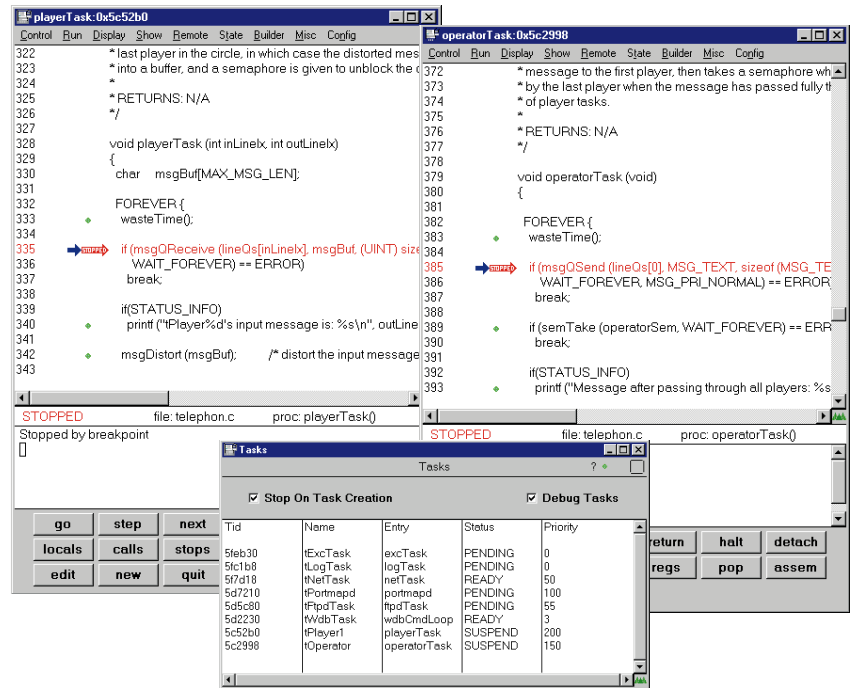 playerTask:0x5c52b0
Control Run Display Show Remote State Builder Misc Config
322 * last player in the circle, in which case the distorted mes
323 * into a buffer, and a semaphore is given to unblock the
324 *
325 * RETURNS: N/A
326 */
327
328 void playerTask (int inLineIx, int outLineIx)
329 {
330 char msgBuf[MAX_MSG_LEN];
331
332 FOREVER {
333 wasteTime();
334
335 STOPPED if (msgQReceive (lineQs[inLineIx], msgBuf, (UINT) size
336 WAIT_FOREVER) == ERROR)
337 break;
338
339 if(STATUS_INFO)
340 printf ("tPlayer%d's input message is: %s\n", outLine
341
342 msgDistort (msgBuf); /* distort the input message
343
STOPPED file: telephon.c proc: playerTask()
Stopped by breakpoint
go step next
locals calls stops
edit new quit
operatorTask:0x5c2998
Control Run Display Show Remote State Builder Misc Config
372 * message to the first player, then takes a semaphore wh
373 * by the last player when the message has passed fully th
374 * of player tasks.
375 *
376 * RETURNS: N/A
377 */
378
379 void operatorTask (void)
380 {
381
382 FOREVER {
383 wasteTime();
384
385 STOPPED if (msgQSend (lineQs[0], MSG_TEXT, sizeof (MSG_TE
386 WAIT_FOREVER, MSG_PRI_NORMAL) == ERROR)
387 break;
388
389 if (semTake (operatorSem, WAIT_FOREVER) == ERR
390 break;
391
392 if(STATUS_INFO)
393 printf ("Message after passing through all players: %s
STOPPED file: telephon.c proc: operatorTask()
return halt detach
regs pop assem
Tasks
Tasks ?
Stop On Task Creation Debug Tasks
Tid Name Entry Status Priority
5feb30 tExcTask excTask PENDING 0
5fc1b8 tLogTask logTask PENDING 0
5f7d18 tNetTask netTask READY 50
5d7210 tPortmapd portmapd PENDING 100
5d5c80 tFtpdTask ftpdTask PENDING 55
5d2230 tWdbTask wdbCmdLoop READY 3
5c52b0 tPlayer1 playerTask SUSPEND 200
5c2998 tOperator operatorTask SUSPEND 150